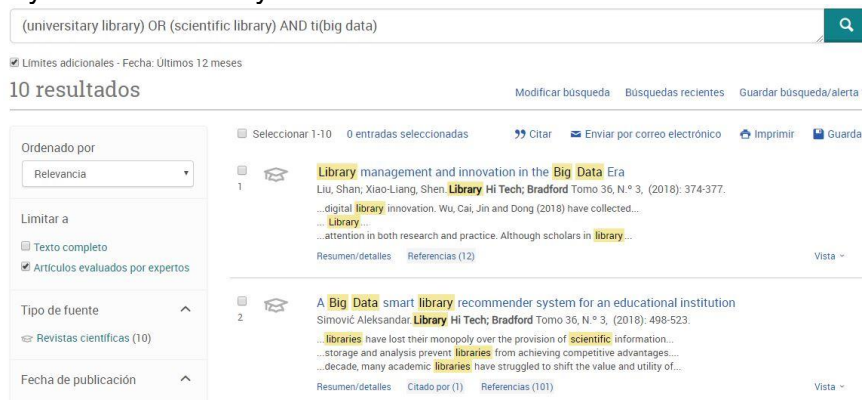 (universitary library) OR (scientific library) AND ti(big data)
Límites adicionales - Fecha: Últimos 12 meses
10 resultados
Modificar búsqueda Búsquedas recientes Guardar búsqueda/alerta
Ordenado por
Relevancia
Limitar a
Texto completo
Artículos evaluados por expertos
Tipo de fuente
Revistas científicas (10)
Fecha de publicación
Seleccionar 1-10 0 entradas seleccionadas Citar Enviar por correo electrónico Imprimir Guarda
1
Library management and innovation in the Big Data Era
Liu, Shan; Xiao-Liang, Shen. Library Hi Tech; Bradford Tomo 36, N.º 3, (2018): 374-377.
...digital library innovation. Wu, Cai, Jin and Dong (2018) have collected...
... Library...
...attention in both research and practice. Although scholars in library...
Resumen/detalles Referencias (12) Vista
2
A Big Data smart library recommender system for an educational institution
Simović Aleksandar. Library Hi Tech; Bradford Tomo 36, N.º 3, (2018): 498-523.
...libraries have lost their monopoly over the provision of scientific information...
...storage and analysis prevent libraries from achieving competitive advantages....
...decade, many academic libraries have struggled to shift the value and utility of...
Resumen/detalles Citado por (1) Referencias (101) Vista